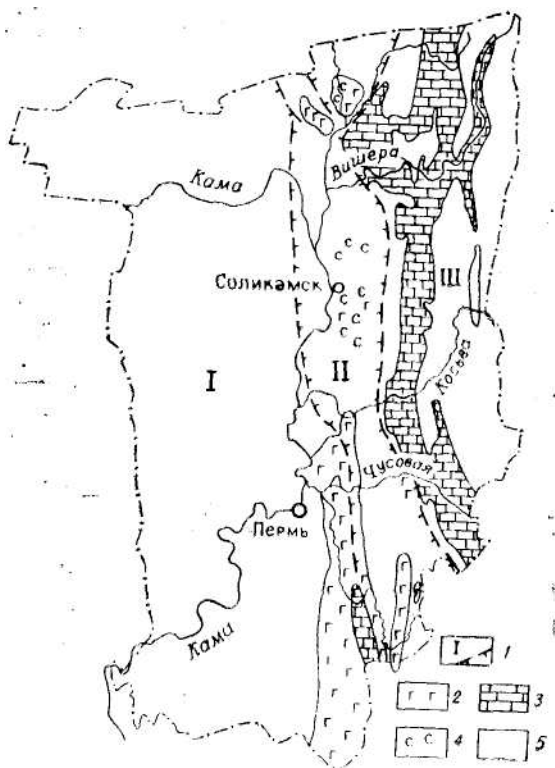 Вишера
Кама
Соликамск
III
I
II
Косьва
Чусовая
Пермь
Кама
I 1
г г 2
3
с с 4
5